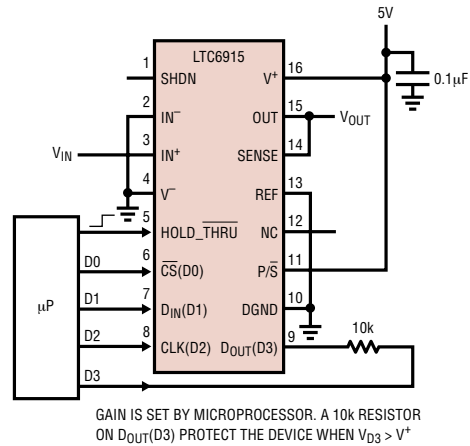 5V
LTC6915
1
SHDN
V⁺
16
0.1µF
2
IN⁻
OUT
15
V_OUT
V_IN
3
IN⁺
SENSE
14
4
V⁻
REF
13
5
HOLD_THRU
NC
12
µP
D0
6
CS(D0)
P/S
11
D1
7
D_IN(D1)
DGND
10
D2
8
CLK(D2)
D_OUT(D3)
9
10k
D3
GAIN IS SET BY MICROPROCESSOR. A 10k RESISTOR
ON D_OUT(D3) PROTECT THE DEVICE WHEN V_D3 > V⁺